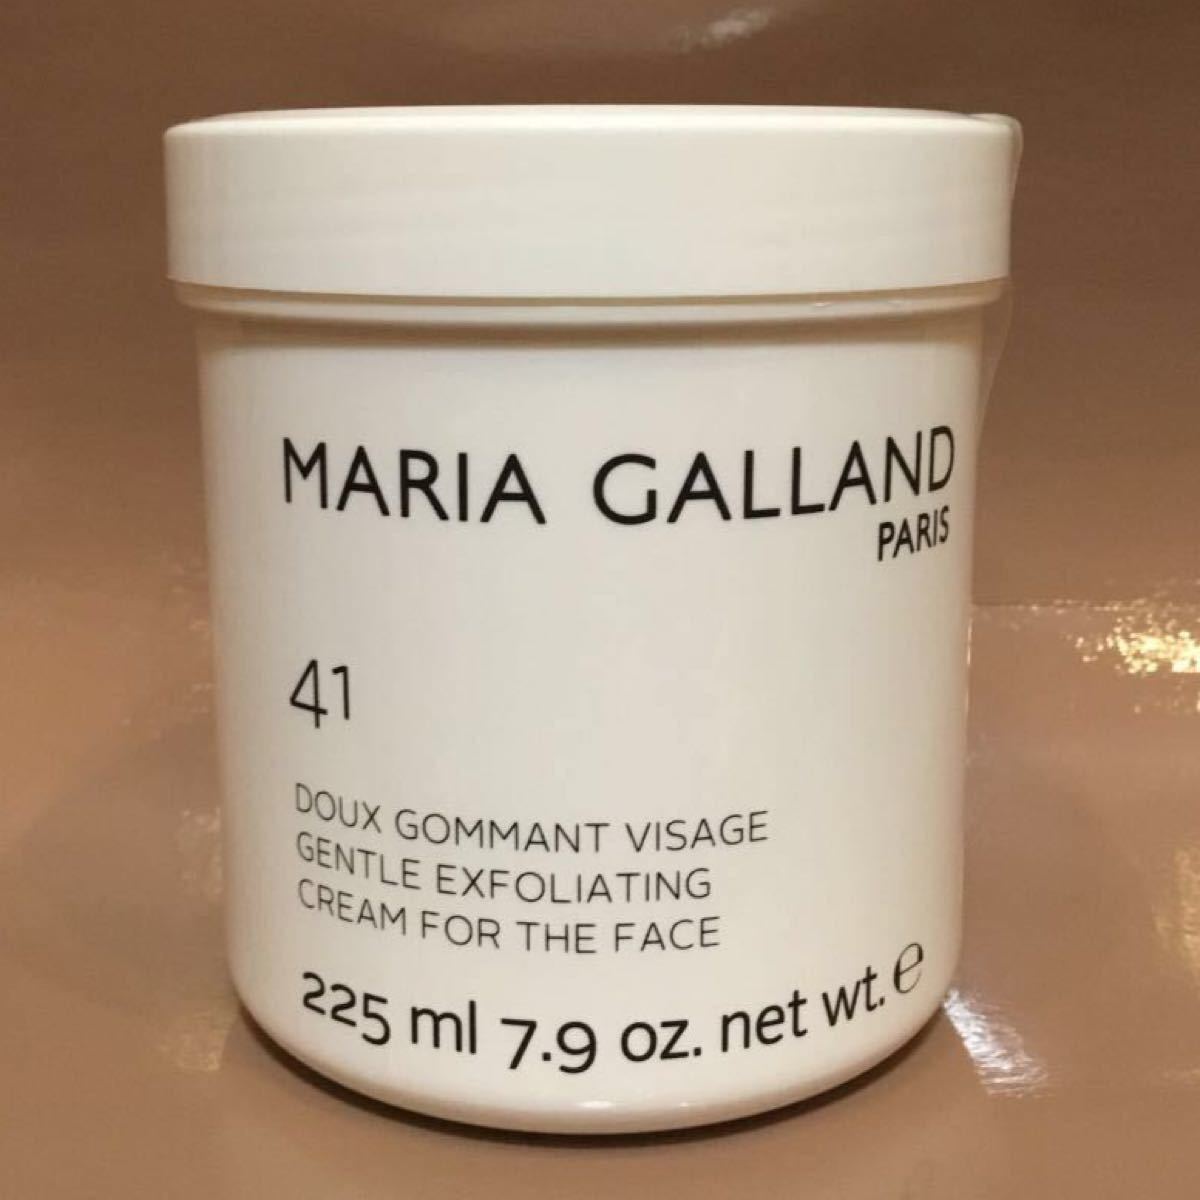 MARIA GALLAND
PARIS
41
DOUX GOMMANT VISAGE
GENTLE EXFOLIATING
CREAM FOR THE FACE
225 ml 7.9 oz. net wt. ℮